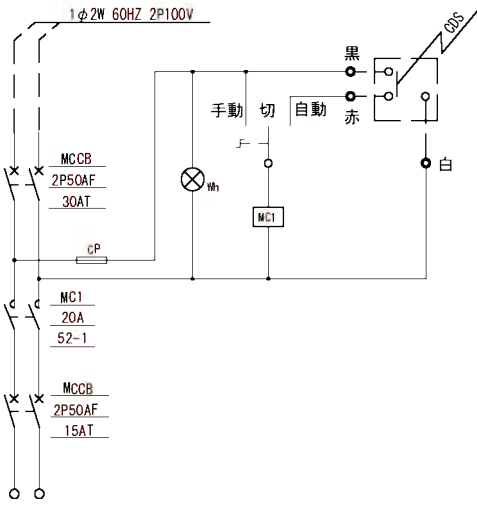 1φ2W 60HZ 2P100V
CDS
黒
手動 切 自動
赤
MCCB
2P50AF
30AT
白
Wh
MC1
CP
MC1
20A
52-1
MCCB
2P50AF
15AT